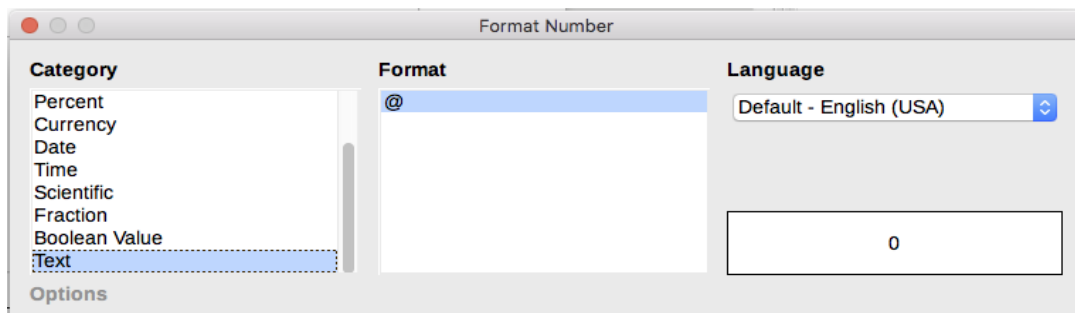 Format Number
Category
Format
Language
Percent
Currency
Date
Time
Scientific
Fraction
Boolean Value
Text
@
Default - English (USA)
0
Options